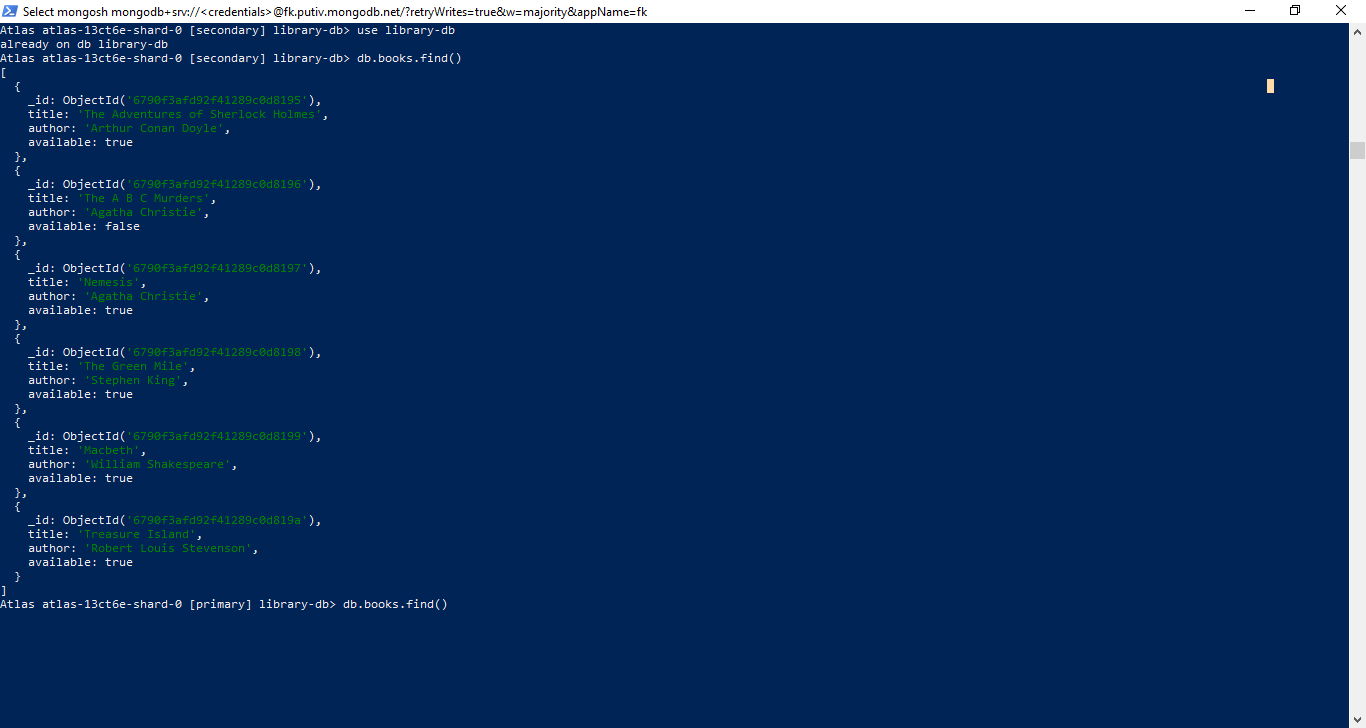 Select mongosh mongodb+srv://<credentials>@fk.putiv.mongodb.net/?retryWrites=true&w=majority&appName=fk
Atlas atlas-13ct6e-shard-0 [secondary] library-db> use library-db
already on db library-db
Atlas atlas-13ct6e-shard-0 [secondary] library-db> db.books.find()
[
  {
    _id: ObjectId('6790f3afd92f41289c0d8195'),
    title: 'The Adventures of Sherlock Holmes',
    author: 'Arthur Conan Doyle',
    available: true
  },
  {
    _id: ObjectId('6790f3afd92f41289c0d8196'),
    title: 'The A B C Murders',
    author: 'Agatha Christie',
    available: false
  },
  {
    _id: ObjectId('6790f3afd92f41289c0d8197'),
    title: 'Nemesis',
    author: 'Agatha Christie',
    available: true
  },
  {
    _id: ObjectId('6790f3afd92f41289c0d8198'),
    title: 'The Green Mile',
    author: 'Stephen King',
    available: true
  },
  {
    _id: ObjectId('6790f3afd92f41289c0d8199'),
    title: 'Macbeth',
    author: 'William Shakespeare',
    available: true
  },
  {
    _id: ObjectId('6790f3afd92f41289c0d819a'),
    title: 'Treasure Island',
    author: 'Robert Louis Stevenson',
    available: true
  }
]
Atlas atlas-13ct6e-shard-0 [primary] library-db> db.books.find()